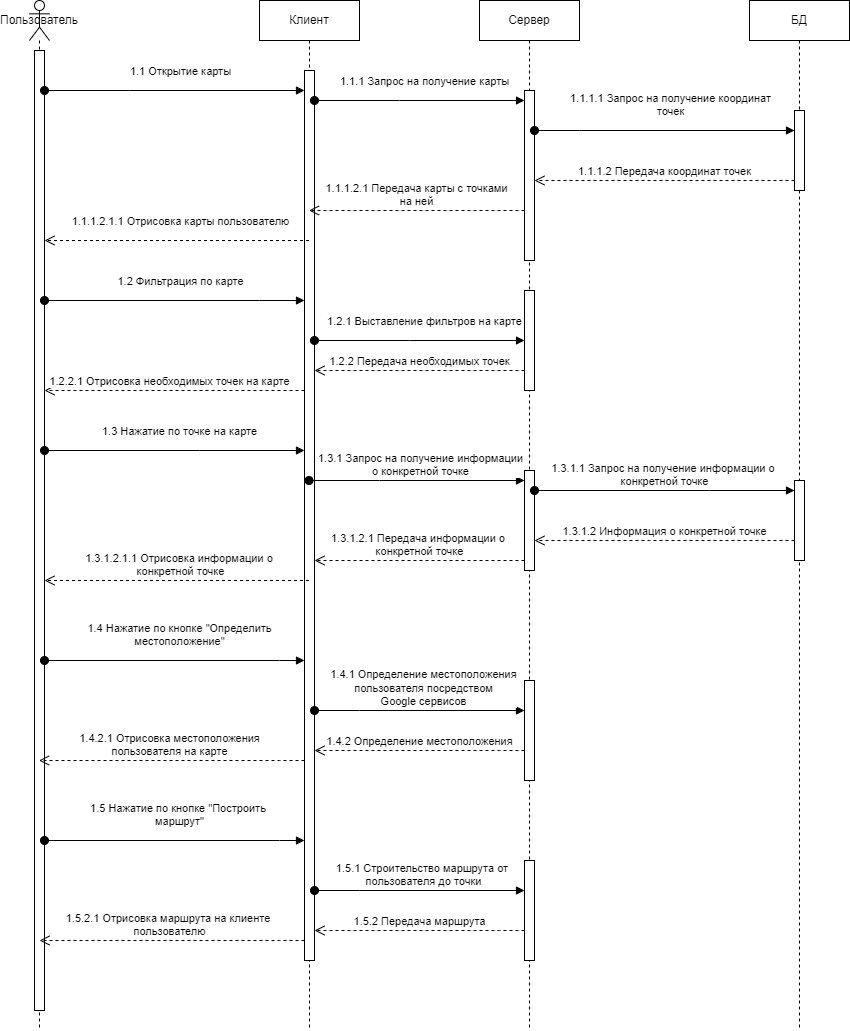 Пользователь
Клиент
Сервер
БД
1.1 Открытие карты
1.1.1 Запрос на получение карты
1.1.1.1 Запрос на получение координат
точек
1.1.1.2 Передача координат точек
1.1.1.2.1 Передача карты с точками
на ней
1.1.1.2.1.1 Отрисовка карты пользователю
1.2 Фильтрация по карте
1.2.1 Выставление фильтров на карте
1.2.2 Передача необходимых точек
1.2.2.1 Отрисовка необходимых точек на карте
1.3 Нажатие по точке на карте
1.3.1 Запрос на получение информации
о конкретной точке
1.3.1.1 Запрос на получение информации о
конкретной точке
1.3.1.2 Информация о конкретной точке
1.3.1.2.1 Передача информации о
конкретной точке
1.3.1.2.1.1 Отрисовка информации о
конкретной точке
1.4 Нажатие по кнопке "Определить
местоположение"
1.4.1 Определение местоположения
пользователя посредством
Google сервисов
1.4.2 Определение местоположения
1.4.2.1 Отрисовка местоположения
пользователя на карте
1.5 Нажатие по кнопке "Построить
маршрут"
1.5.1 Строительство маршрута от
пользователя до точки
1.5.2 Передача маршрута
1.5.2.1 Отрисовка маршрута на клиенте
пользователю